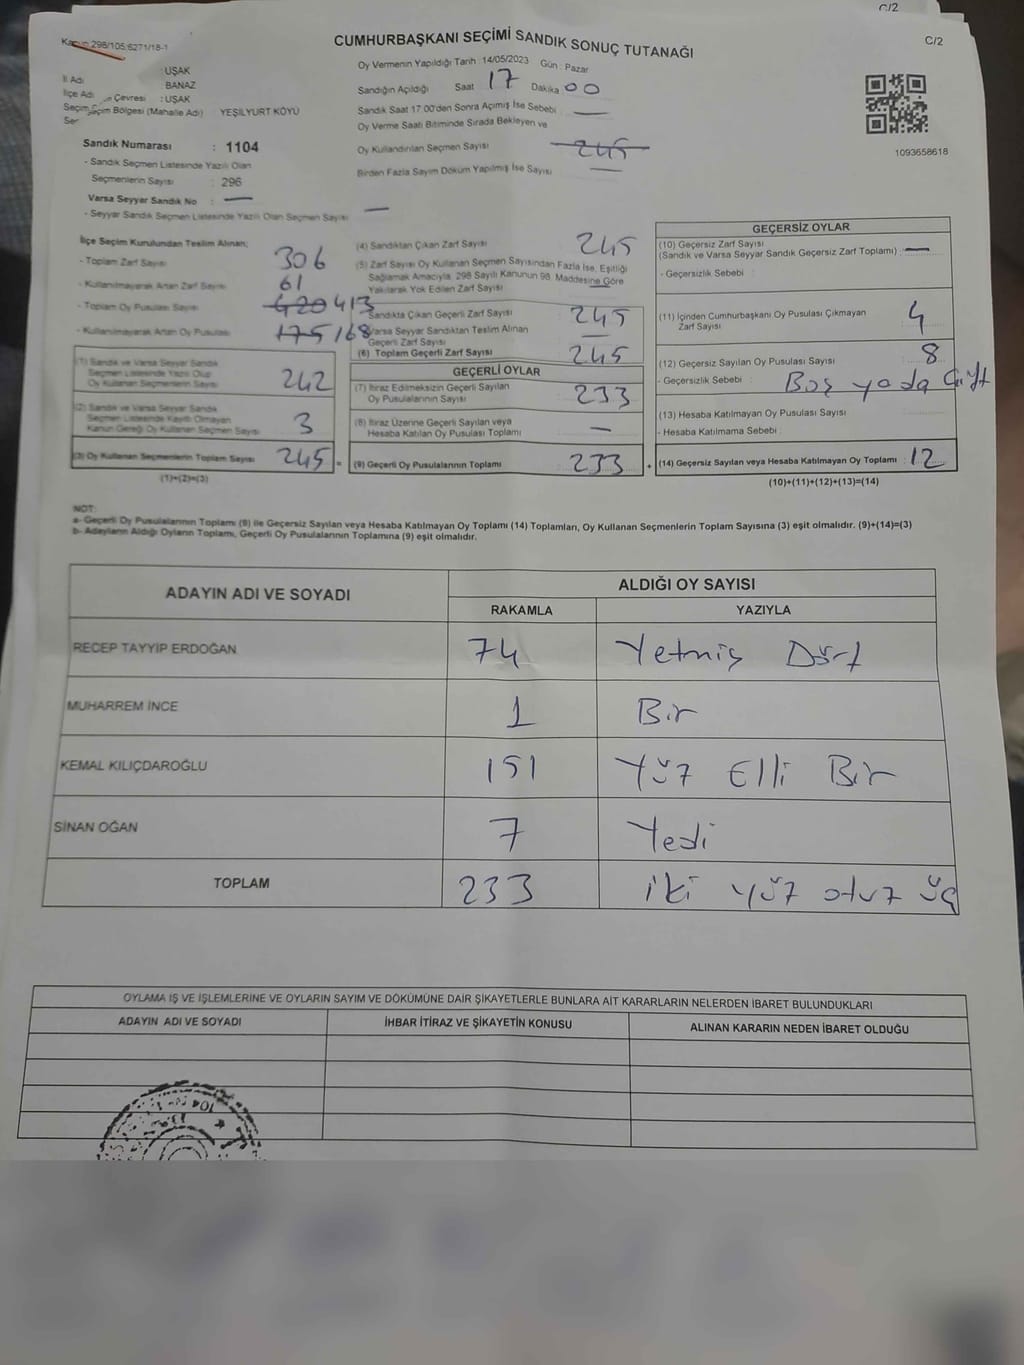 C/2
C/2
298/105:6271/18-1
CUMHURBAŞKANI SEÇİMİ SANDIK SONUÇ TUTANAĞI
İl Adı : UŞAK
İlçe Adı : BANAZ
Seçim Çevresi : UŞAK
Seçim Bölgesi (Mahalle Adı) YEŞİLYURT KÖYÜ
Oy Vermenin Yapıldığı Tarih :14/05/2023 Gün : Pazar
Sandığın Açıldığı Saat 17 Dakika 00
Sandık Saat 17:00'den Sonra Açılmış İse Sebebi : —
Oy Verme Saati Bitiminde Sırada Bekleyen ve
Oy Kullandırılan Seçmen Sayısı 245
Birden Fazla Sayım Döküm Yapılmış İse Sayısı —
1093658618
Sandık Numarası : 1104
- Sandık Seçmen Listesinde Yazılı Olan
Seçmenlerin Sayısı : 296
Varsa Seyyar Sandık No : —
- Seyyar Sandık Seçmen Listesinde Yazılı Olan Seçmen Sayısı —
İlçe Seçim Kurulundan Teslim Alınan;
- Toplam Zarf Sayısı 306
- Kullanılmayarak Artan Zarf Sayısı 61
- Toplam Oy Pusulası Sayısı 420 413
- Kullanılmayarak Artan Oy Pusulası 175 168
(1) Sandık ve Varsa Seyyar Sandık
Seçmen Listesinde Yazılı Olup
Oy Kullanan Seçmenlerin Sayısı 242
(2) Sandık ve Varsa Seyyar Sandık
Seçmen Listesinde Kayıtlı Olmayan
Kanun Gereği Oy Kullanan Seçmen Sayısı 3
(3) Oy Kullanan Seçmenlerin Toplam Sayısı 245 =
(1)+(2)=(3)
(4) Sandıktan Çıkan Zarf Sayısı 245
(5) Zarf Sayısı Oy Kullanan Seçmen Sayısından Fazla İse, Eşitliği
Sağlamak Amacıyla, 298 Sayılı Kanunun 98. Maddesine Göre
Yakılarak Yok Edilen Zarf Sayısı —
Sandıkta Çıkan Geçerli Zarf Sayısı 245
Varsa Seyyar Sandıktan Teslim Alınan
Geçerli Zarf Sayısı
(6) Toplam Geçerli Zarf Sayısı 245
GEÇERLİ OYLAR
(7) İtiraz Edilmeksizin Geçerli Sayılan
Oy Pusulalarının Sayısı 233
(8) İtiraz Üzerine Geçerli Sayılan veya
Hesaba Katılan Oy Pusulası Toplamı —
(9) Geçerli Oy Pusulalarının Toplamı 233 +
GEÇERSİZ OYLAR
(10) Geçersiz Zarf Sayısı
(Sandık ve Varsa Seyyar Sandık Geçersiz Zarf Toplamı) : —
- Geçersizlik Sebebi :
(11) İçinden Cumhurbaşkanı Oy Pusulası Çıkmayan
Zarf Sayısı 4
(12) Geçersiz Sayılan Oy Pusulası Sayısı 8
- Geçersizlik Sebebi : Boş yada Çift
(13) Hesaba Katılmayan Oy Pusulası Sayısı
- Hesaba Katılmama Sebebi :
(14) Geçersiz Sayılan veya Hesaba Katılmayan Oy Toplamı : 12
(10)+(11)+(12)+(13)=(14)
NOT:
a- Geçerli Oy Pusulalarının Toplamı (9) ile Geçersiz Sayılan veya Hesaba Katılmayan Oy Toplamı (14) Toplamları, Oy Kullanan Seçmenlerin Toplam Sayısına (3) eşit olmalıdır. (9)+(14)=(3)
b- Adayların Aldığı Oyların Toplamı, Geçerli Oy Pusulalarının Toplamına (9) eşit olmalıdır.
ADAYIN ADI VE SOYADI
ALDIĞI OY SAYISI
RAKAMLA YAZIYLA
RECEP TAYYİP ERDOĞAN 74 Yetmiş Dört
MUHARREM İNCE 1 Bir
KEMAL KILIÇDAROĞLU 151 Yüz Elli Bir
SİNAN OĞAN 7 Yedi
TOPLAM 233 iki yüz otuz üç
OYLAMA İŞ VE İŞLEMLERİNE VE OYLARIN SAYIM VE DÖKÜMÜNE DAİR ŞİKAYETLERLE BUNLARA AİT KARARLARIN NELERDEN İBARET BULUNDUKLARI
ADAYIN ADI VE SOYADI İHBAR İTİRAZ VE ŞİKAYETİN KONUSU ALINAN KARARIN NEDEN İBARET OLDUĞU